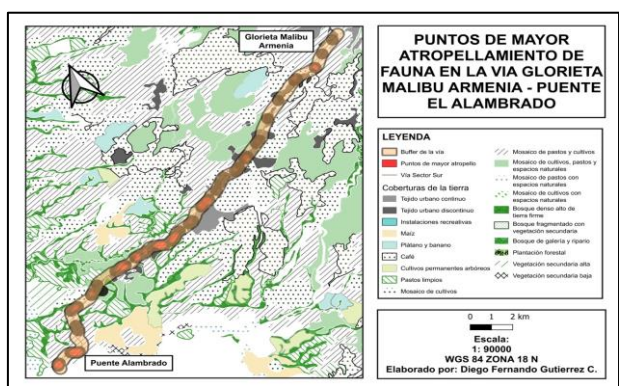 Glorieta Malibu
Armenia
Puente Alambrado
PUNTOS DE MAYOR
ATROPELLAMIENTO DE
FAUNA EN LA VIA GLORIETA
MALIBU ARMENIA - PUENTE
EL ALAMBRADO
LEYENDA
Buffer de la vía
Puntos de mayor atropello
Vía Sector Sur
Coberturas de la tierra
Tejido urbano continuo
Tejido urbano discontinuo
Instalaciones recreativas
Maíz
Plátano y banano
Café
Cultivos permanentes arbóreos
Pastos limpios
Mosaico de cultivos
Mosaico de pastos y cultivos
Mosaico de cultivos, pastos y
espacios naturales
Mosaico de pastos con
espacios naturales
Mosaico de cultivos con
espacios naturales
Bosque denso alto de
tierra firme
Bosque fragmentado con
vegetación secundaria
Bosque de galería y ripario
Plantación forestal
Vegetación secundaria alta
Vegetación secundaria baja
0 1 2 km
Escala:
1: 90000
WGS 84 ZONA 18 N
Elaborado por: Diego Fernando Gutierrez C.